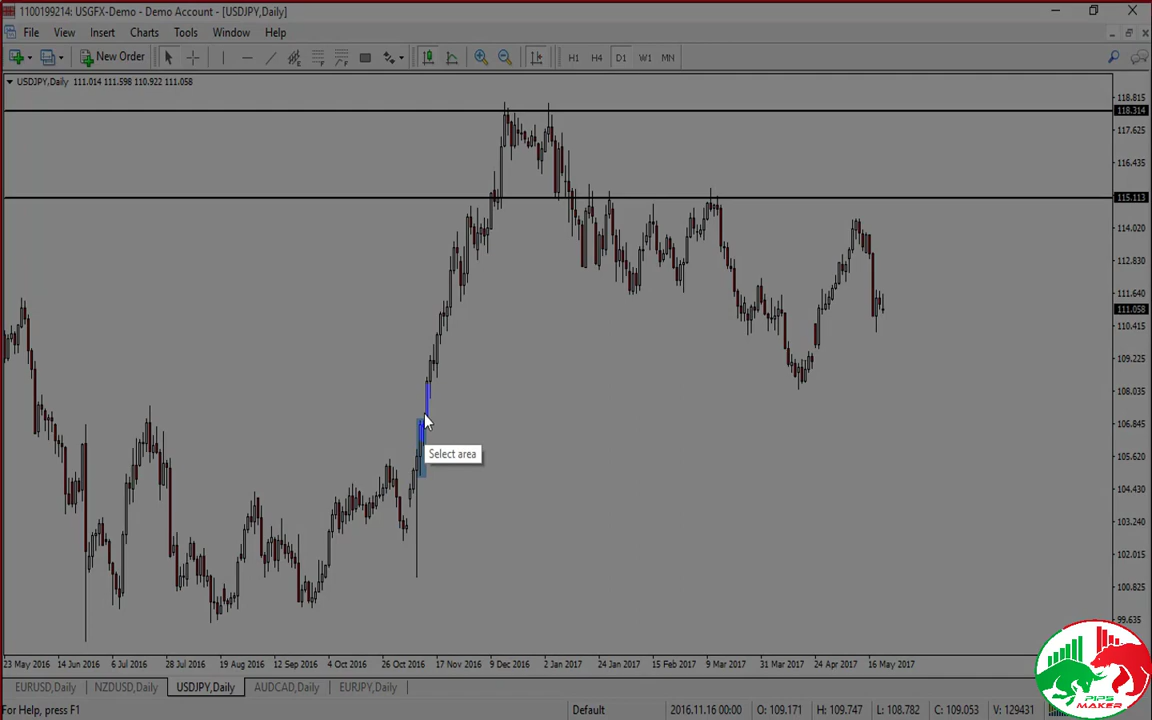 1100199214: USGFX-Demo - Demo Account - [USDJPY,Daily]
File View Insert Charts Tools Window Help
New Order H1 H4 D1 W1 MN
USDJPY,Daily 111.014 111.598 110.922 111.058
118.815
118.314
117.625
116.435
115.113
114.020
112.830
111.640
111.058
110.415
109.225
108.035
106.845
Select area
105.620
104.430
103.240
102.015
100.825
99.635
23 May 2016 14 Jun 2016 6 Jul 2016 28 Jul 2016 19 Aug 2016 12 Sep 2016 4 Oct 2016 26 Oct 2016 17 Nov 2016 9 Dec 2016 2 Jan 2017 24 Jan 2017 15 Feb 2017 9 Mar 2017 31 Mar 2017 24 Apr 2017 16 May 2017
EURUSD,Daily NZDUSD,Daily USDJPY,Daily AUDCAD,Daily EURJPY,Daily
PIPS
MAKER
For Help, press F1 Default 2016.11.16 00:00 O: 109.171 H: 109.747 L: 108.782 C: 109.053 V: 129431